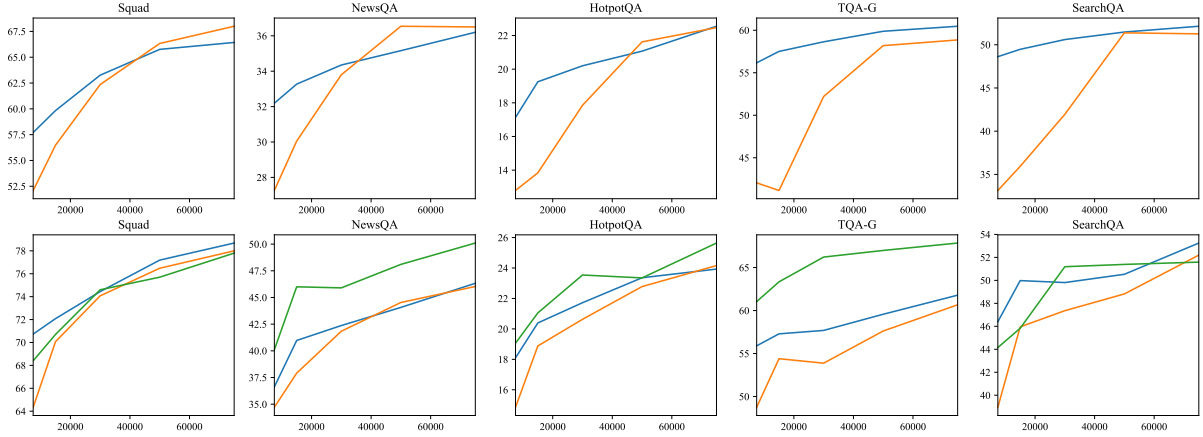 Squad NewsQA HotpotQA TQA-G SearchQA
67.5 65.0 62.5 60.0 57.5 55.0 52.5
36 34 32 30 28
22 20 18 16 14
60 55 50 45
50 45 40 35
20000 40000 60000 20000 40000 60000 20000 40000 60000 20000 40000 60000 20000 40000 60000
Squad NewsQA HotpotQA TQA-G SearchQA
78 76 74 72 70 68 66 64
50.0 47.5 45.0 42.5 40.0 37.5 35.0
26 24 22 20 18 16 14
65 60 55 50
54 52 50 48 46 44 42 40
20000 40000 60000 20000 40000 60000 20000 40000 60000 20000 40000 60000 20000 40000 60000